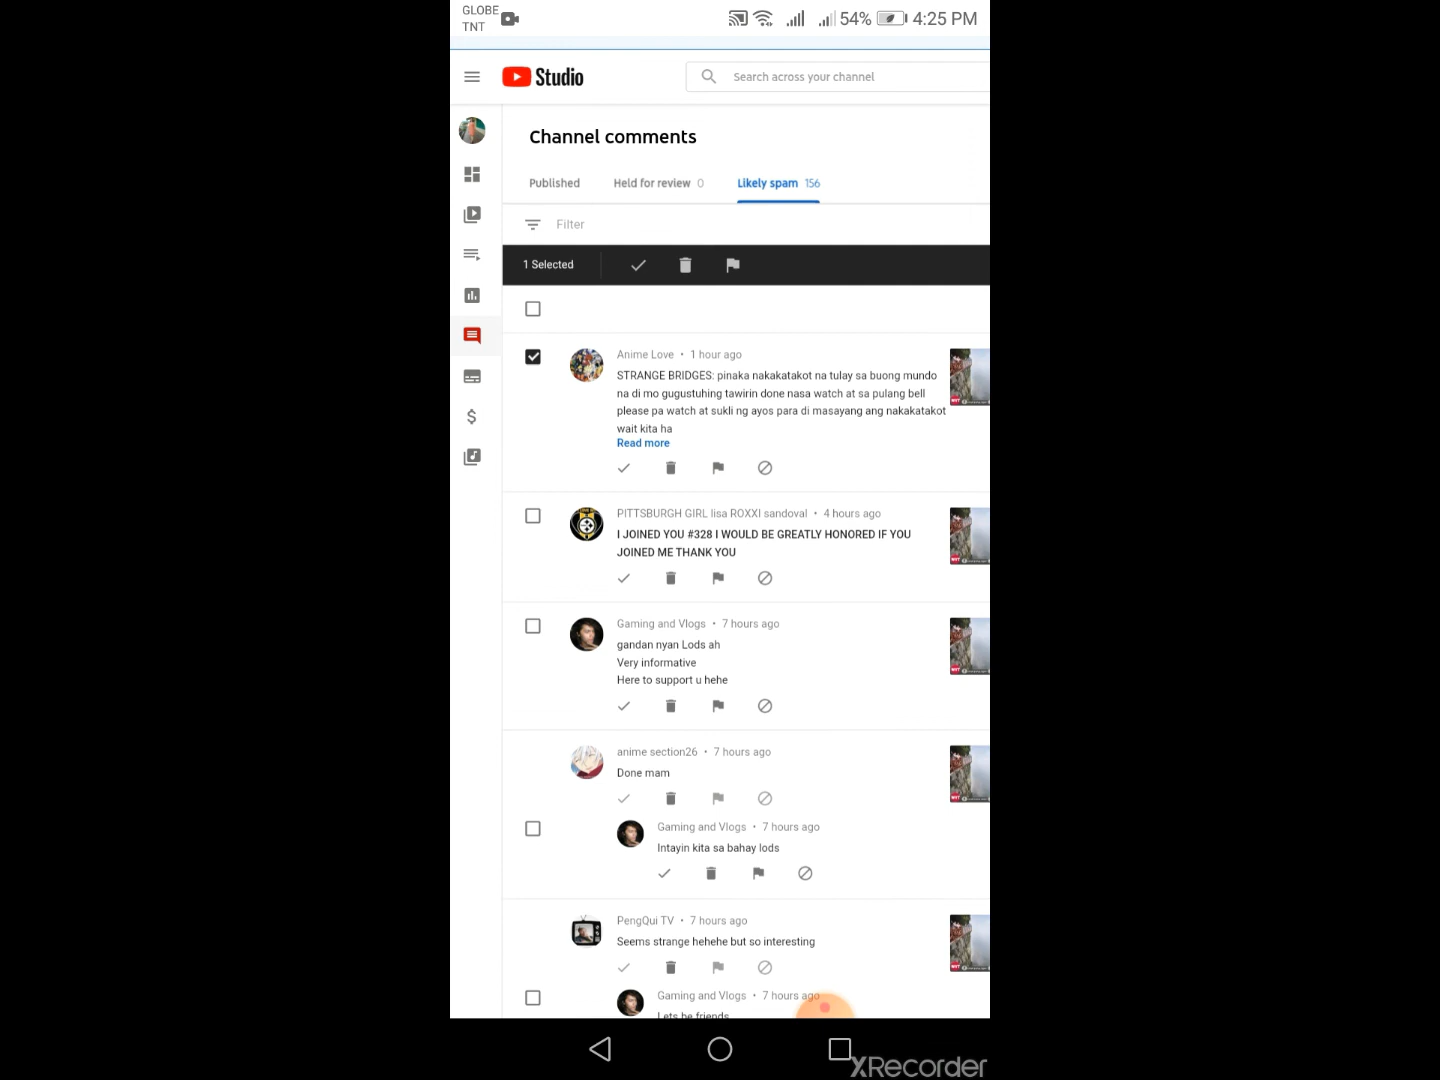 GLOBE
TNT
54%
4:25 PM
Studio
Search across your channel
Channel comments
Published
Held for review 0
Likely spam 156
Filter
1 Selected
Anime Love • 1 hour ago
STRANGE BRIDGES: pinaka nakakatakot na tulay sa buong mundo
na di mo gugustuhing tawirin done nasa watch at sa pulang bell
please pa watch at sukli ng ayos para di masayang ang nakakatakot
wait kita ha
Read more
PITTSBURGH GIRL lisa ROXXI sandoval • 4 hours ago
I JOINED YOU #328 I WOULD BE GREATLY HONORED IF YOU
JOINED ME THANK YOU
Gaming and Vlogs • 7 hours ago
gandan nyan Lods ah
Very informative
Here to support u hehe
anime section26 • 7 hours ago
Done mam
Gaming and Vlogs • 7 hours ago
Intayin kita sa bahay lods
PengQui TV • 7 hours ago
Seems strange hehehe but so interesting
Gaming and Vlogs • 7 hours ago
Lets be friends
XRecorder